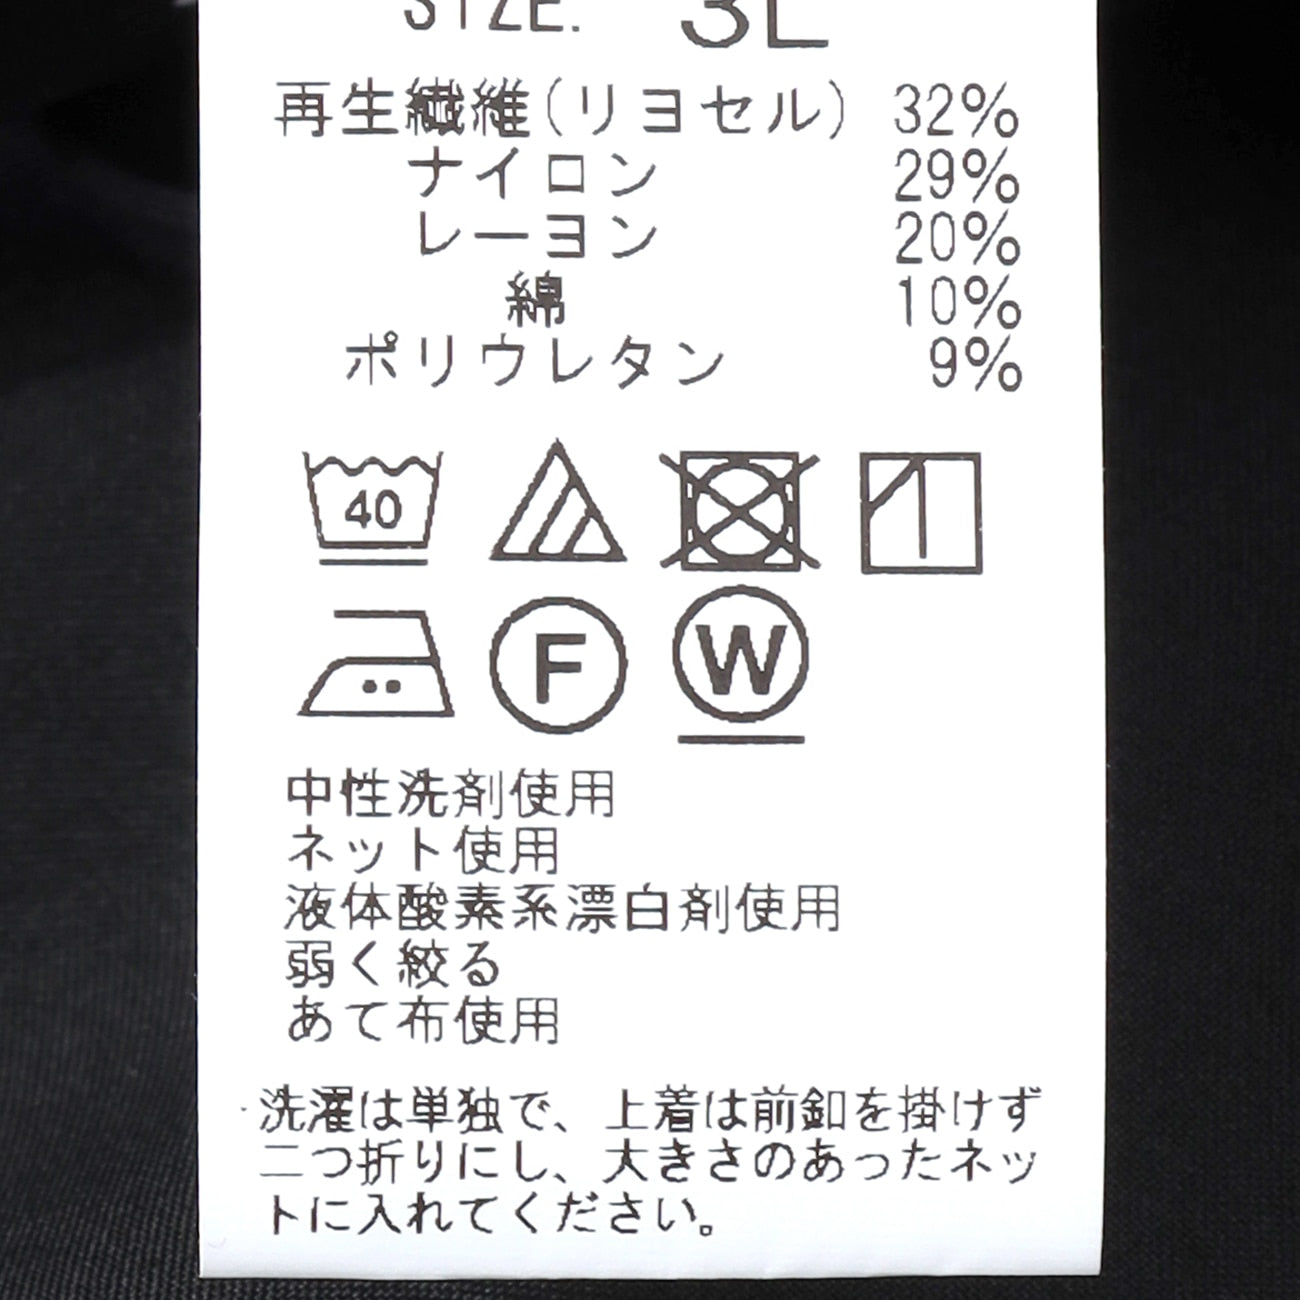 SIZE: 3L
再生繊維(リヨセル) 32%
ナイロン 29%
レーヨン 20%
綿 10%
ポリウレタン 9%
40
F W
中性洗剤使用
ネット使用
液体酸素系漂白剤使用
弱く絞る
あて布使用
・洗濯は単独で、上着は前釦を掛けず
二つ折りにし、大きさのあったネッ
トに入れてください。